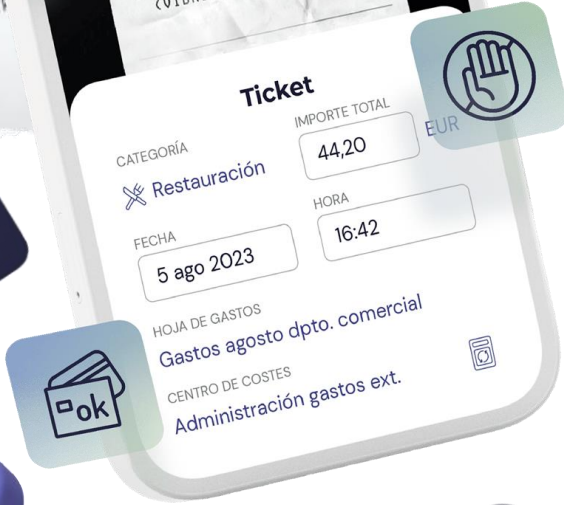 Ticket
CATEGORÍA
Restauración
IMPORTE TOTAL
44,20
EUR
FECHA
5 ago 2023
HORA
16:42
HOJA DE GASTOS
Gastos agosto dpto. comercial
CENTRO DE COSTES
Administración gastos ext.
ok